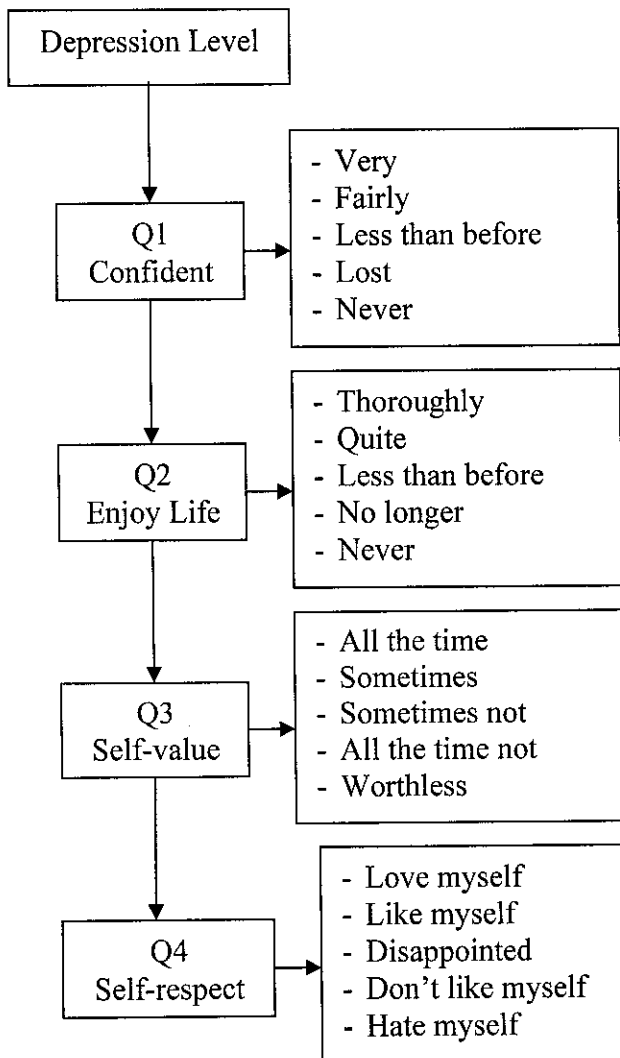 Depression Level
Q1
Confident
- Very
- Fairly
- Less than before
- Lost
- Never
Q2
Enjoy Life
- Thoroughly
- Quite
- Less than before
- No longer
- Never
Q3
Self-value
- All the time
- Sometimes
- Sometimes not
- All the time not
- Worthless
Q4
Self-respect
- Love myself
- Like myself
- Disappointed
- Don't like myself
- Hate myself